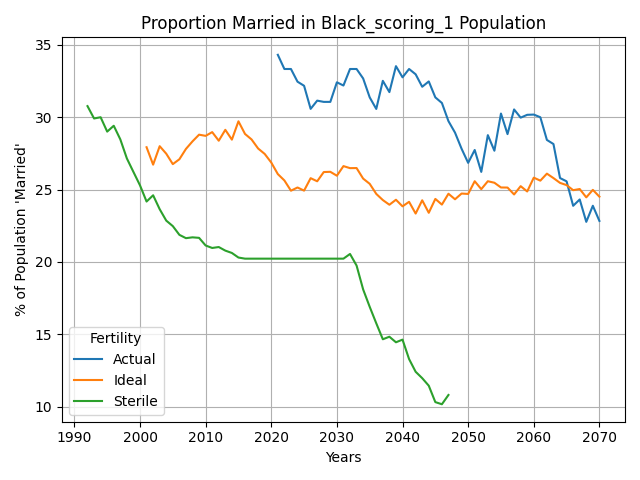 Proportion Married in Black_scoring_1 Population
% of Population 'Married'
35
30
25
20
15
10
Fertility
Actual
Ideal
Sterile
1990 2000 2010 2020 2030 2040 2050 2060 2070
Years